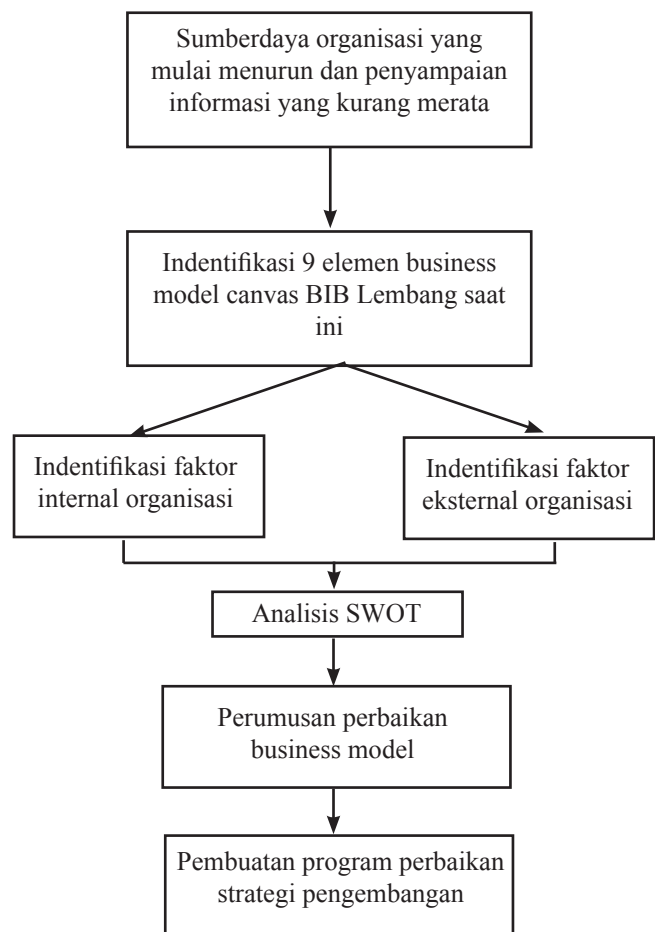 Sumberdaya organisasi yang
mulai menurun dan penyampaian
informasi yang kurang merata
Indentifikasi 9 elemen business
model canvas BIB Lembang saat
ini
Indentifikasi faktor
internal organisasi
Indentifikasi faktor
eksternal organisasi
Analisis SWOT
Perumusan perbaikan
business model
Pembuatan program perbaikan
strategi pengembangan